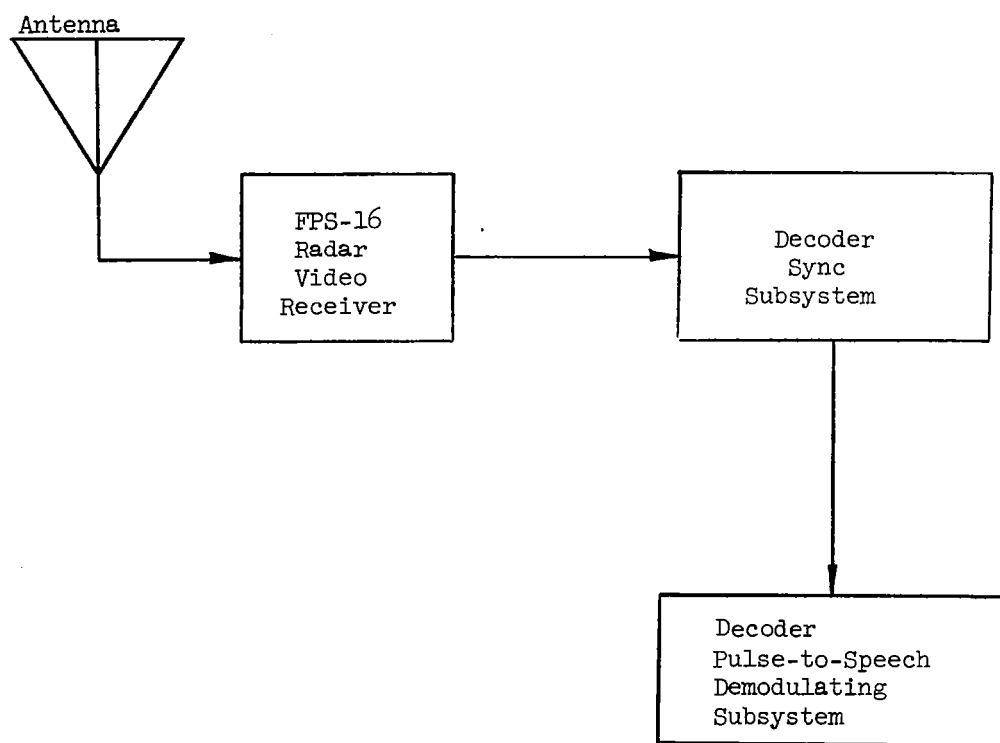 Antenna
FPS-16
Radar
Video
Receiver
Decoder
Sync
Subsystem
Decoder
Pulse-to-Speech
Demodulating
Subsystem